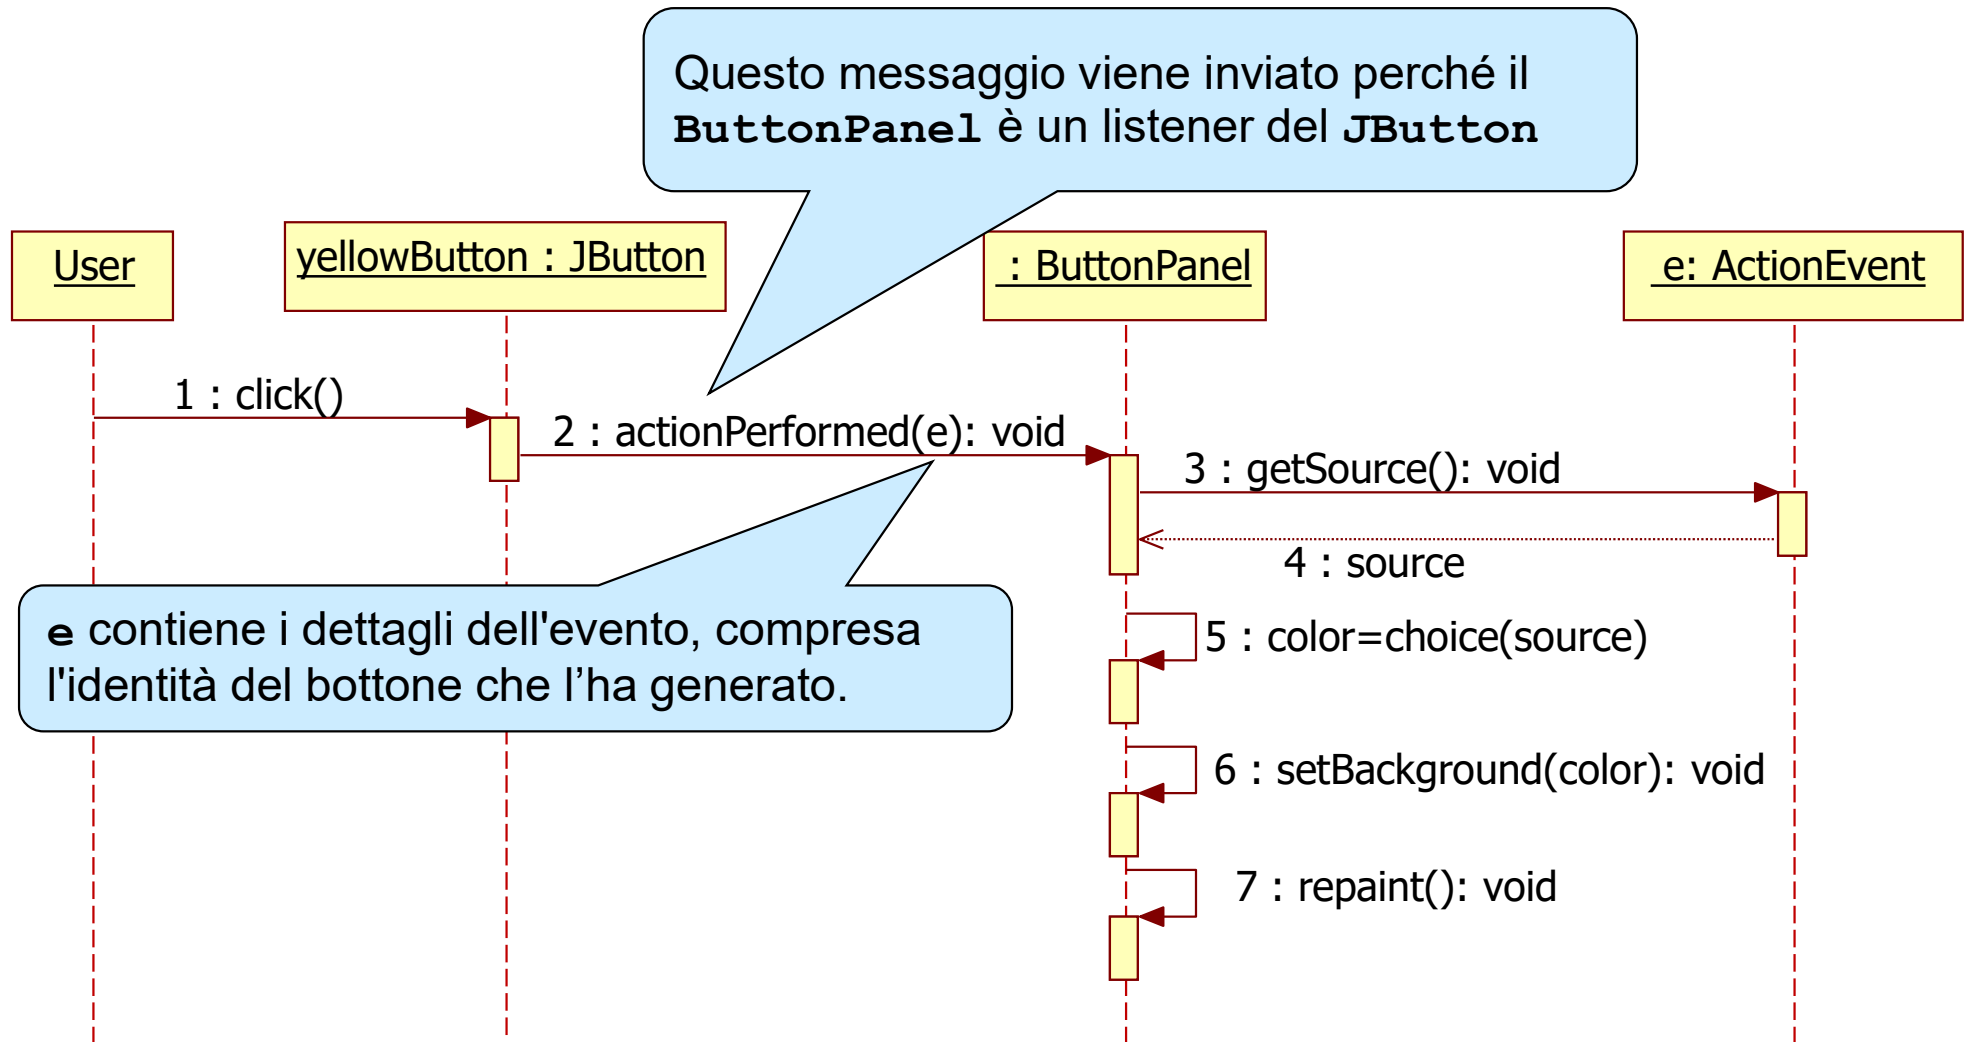 Questo messaggio viene inviato perché il
ButtonPanel è un listener del JButton
User
yellowButton : JButton
: ButtonPanel
e: ActionEvent
1 : click()
2 : actionPerformed(e): void
3 : getSource(): void
4 : source
e contiene i dettagli dell'evento, compresa
l'identità del bottone che l’ha generato.
5 : color=choice(source)
6 : setBackground(color): void
7 : repaint(): void